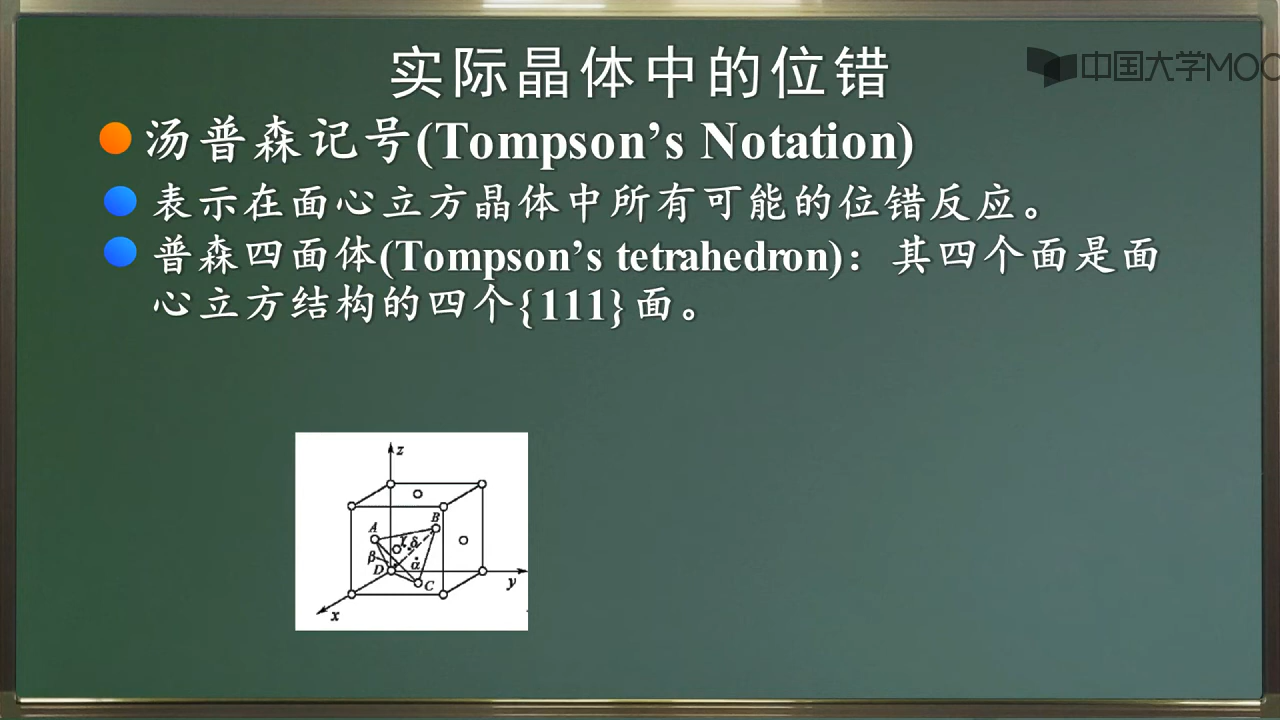 实际晶体中的位错
中国大学MOO
汤普森记号(Tompson’s Notation)
表示在面心立方晶体中所有可能的位错反应。
普森四面体(Tompson’s tetrahedron)：其四个面是面
心立方结构的四个{111}面。
z
A
B
δ
β
D
α
C
y
x